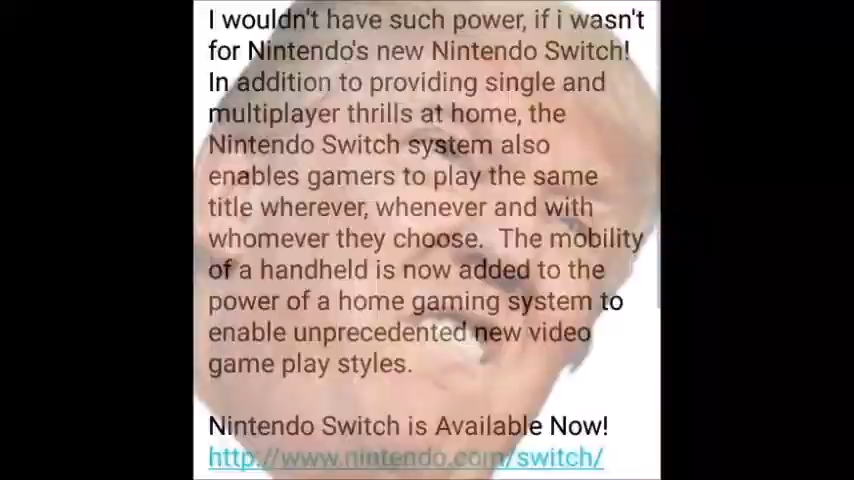 I wouldn't have such power, if i wasn't
for Nintendo's new Nintendo Switch!
In addition to providing single and
multiplayer thrills at home, the
Nintendo Switch system also
enables gamers to play the same
title wherever, whenever and with
whomever they choose.  The mobility
of a handheld is now added to the
power of a home gaming system to
enable unprecedented new video
game play styles.

Nintendo Switch is Available Now!
http://www.nintendo.com/switch/